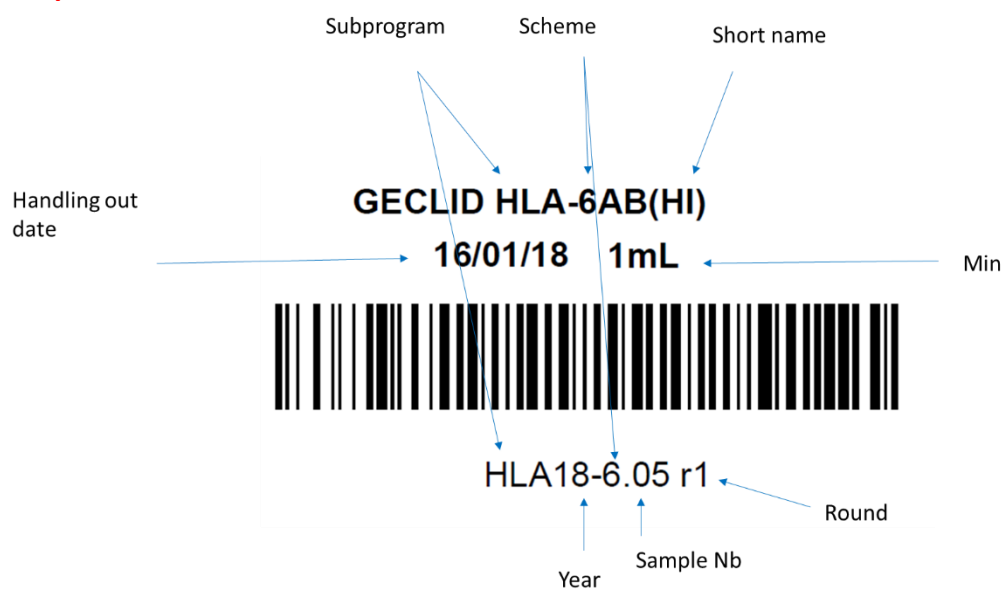 Subprogram
Scheme
Short name
GECLID HLA-6AB(HI)
Handling out
date
16/01/18 1mL
Min
HLA18-6.05 r1
Round
Sample Nb
Year